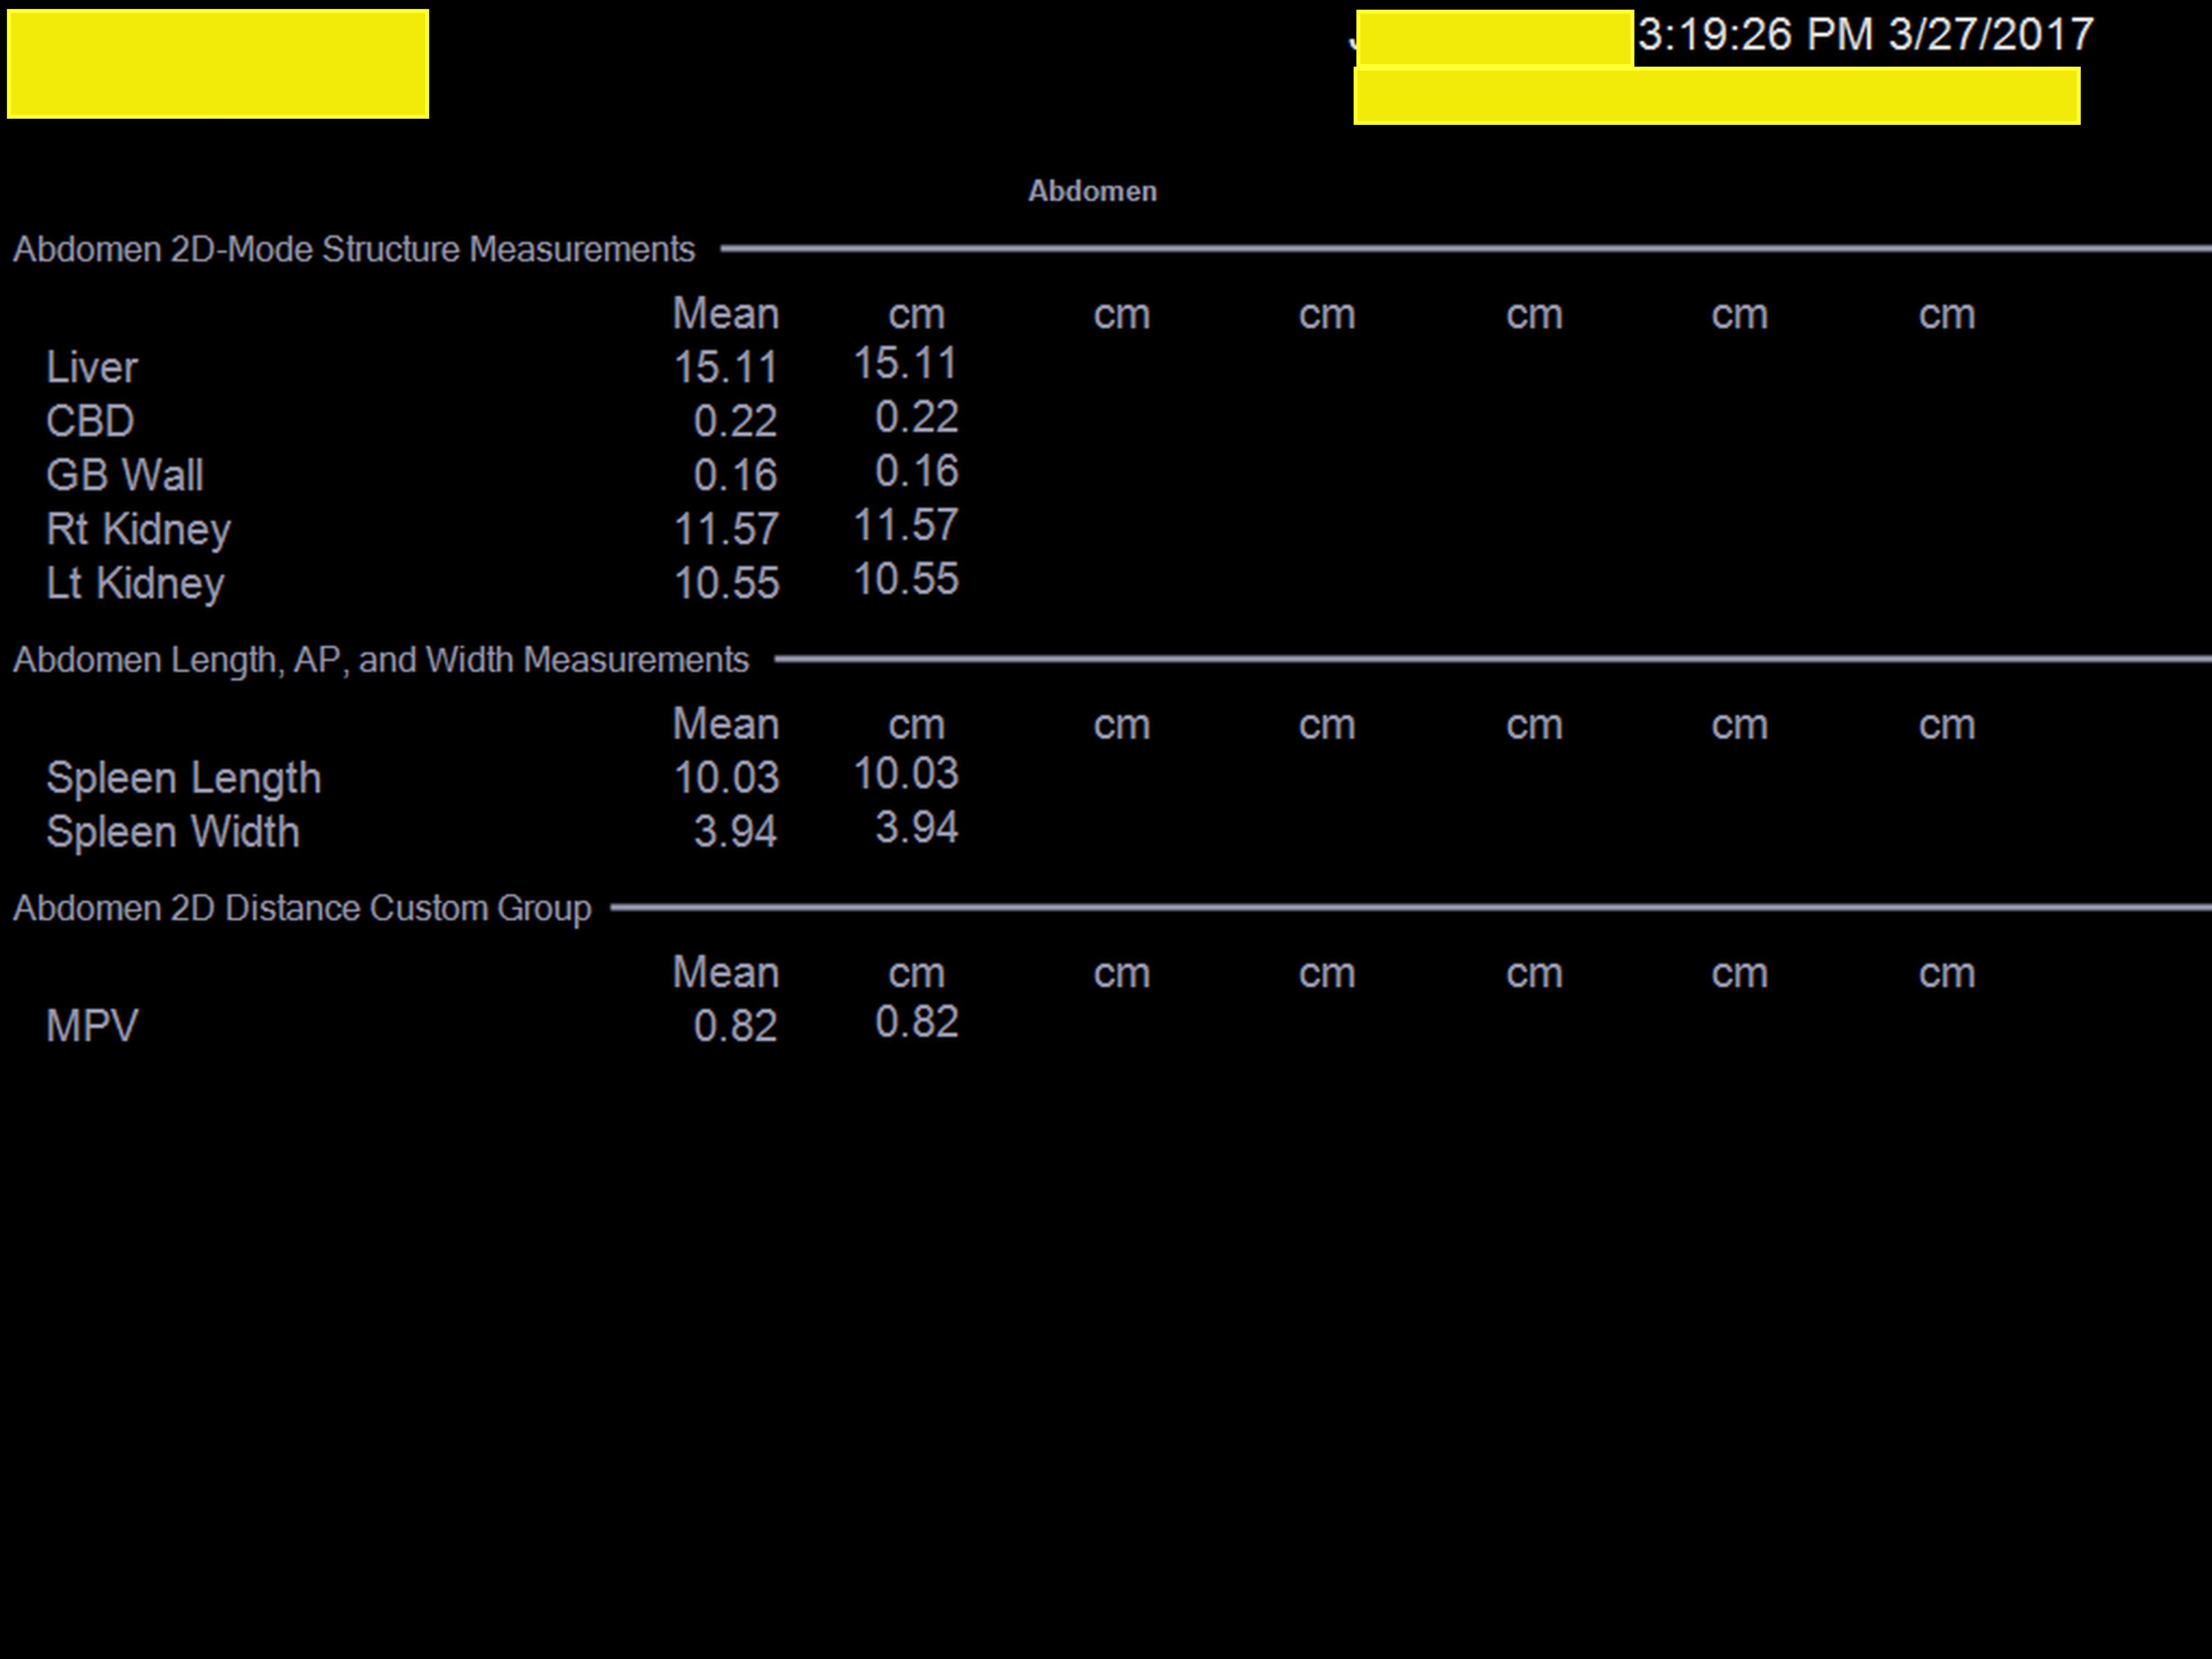 3:19:26 PM 3/27/2017
Abdomen
Abdomen 2D-Mode Structure Measurements
Mean cm cm cm cm cm cm
Liver 15.11 15.11
CBD 0.22 0.22
GB Wall 0.16 0.16
Rt Kidney 11.57 11.57
Lt Kidney 10.55 10.55
Abdomen Length, AP, and Width Measurements
Mean cm cm cm cm cm cm
Spleen Length 10.03 10.03
Spleen Width 3.94 3.94
Abdomen 2D Distance Custom Group
Mean cm cm cm cm cm cm
MPV 0.82 0.82